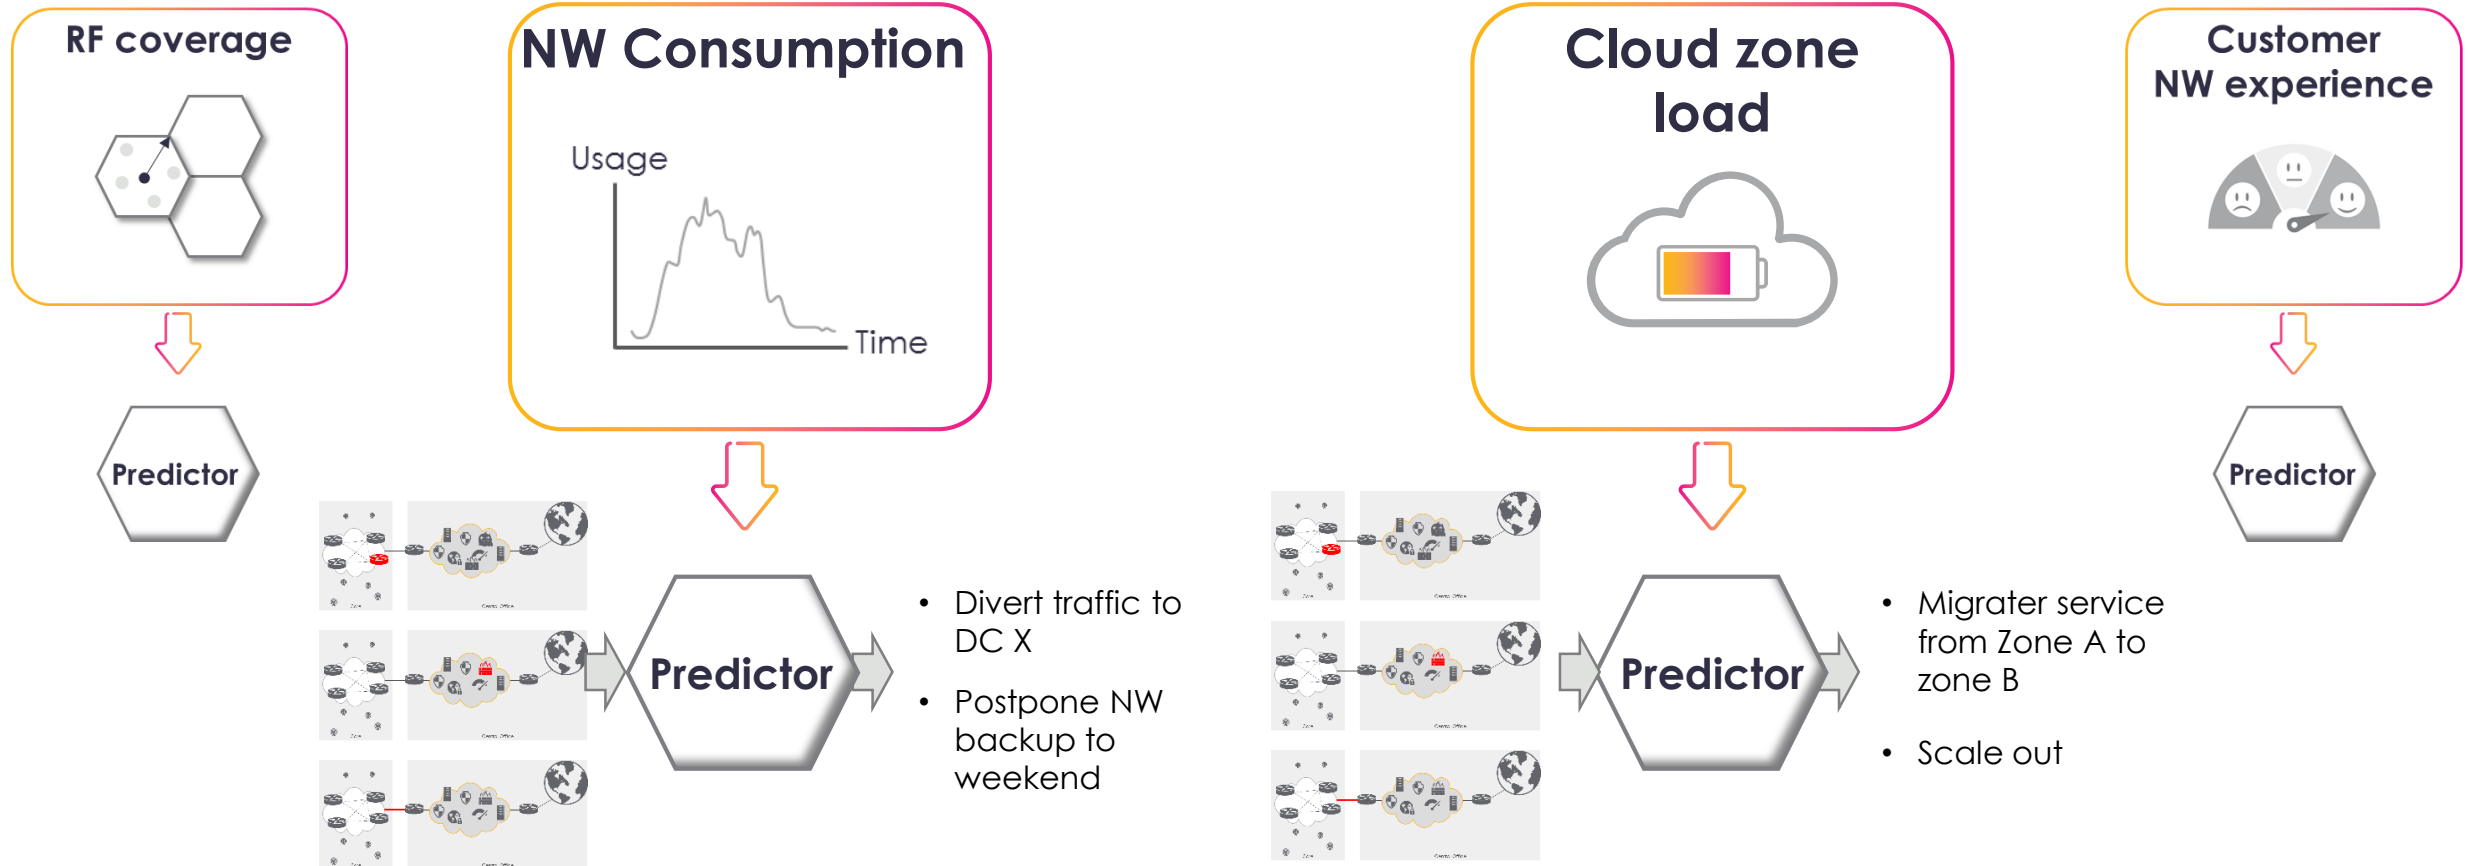 RF coverage
Predictor
NW Consumption
Usage
Time
Predictor
• Divert traffic to
DC X
• Postpone NW
backup to
weekend
Cloud zone
load
Predictor
• Migrater service
from Zone A to
zone B
• Scale out
Customer
NW experience
Predictor